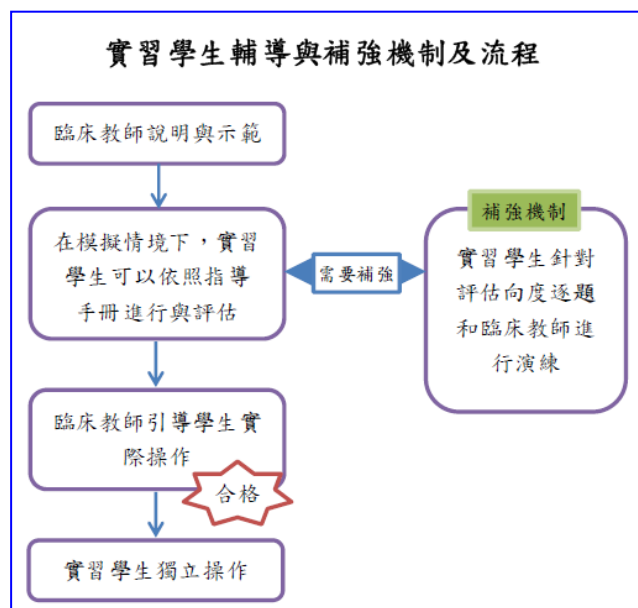 實習學生輔導與補強機制及流程
臨床教師說明與示範
在模擬情境下，實習
學生可以依照指導
手冊進行與評估
需要補強
補強機制
實習學生針對
評估向度逐題
和臨床教師進
行演練
臨床教師引導學生實
際操作
合格
實習學生獨立操作